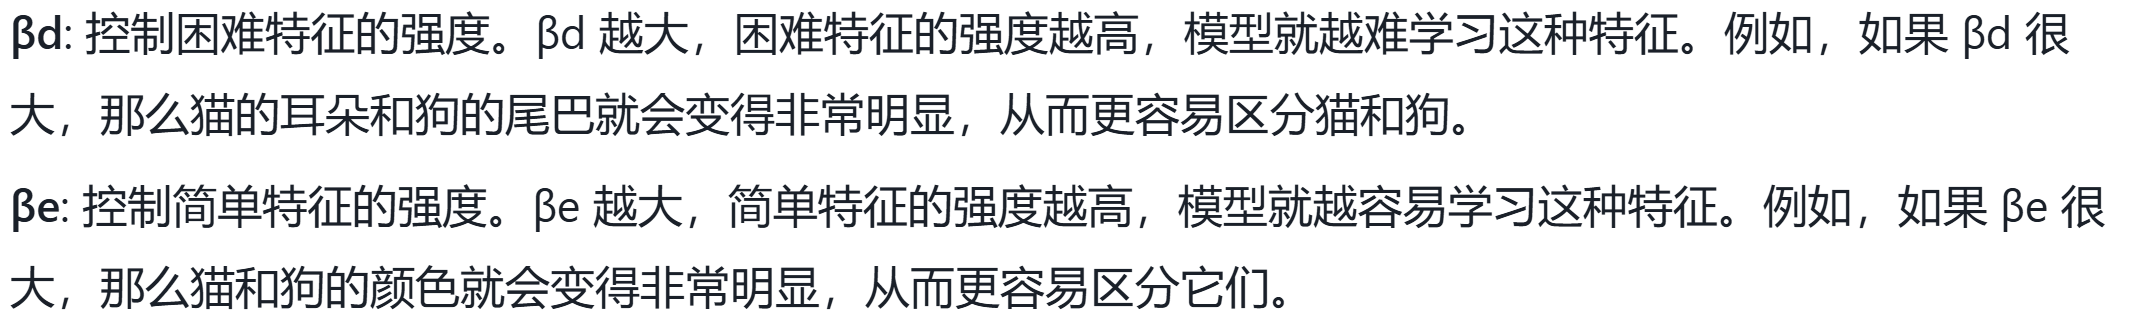 βd: 控制困难特征的强度。βd 越大，困难特征的强度越高，模型就越难学习这种特征。例如，如果 βd 很
大，那么猫的耳朵和狗的尾巴就会变得非常明显，从而更容易区分猫和狗。
βe: 控制简单特征的强度。βe 越大，简单特征的强度越高，模型就越容易学习这种特征。例如，如果 βe 很
大，那么猫和狗的颜色就会变得非常明显，从而更容易区分它们。